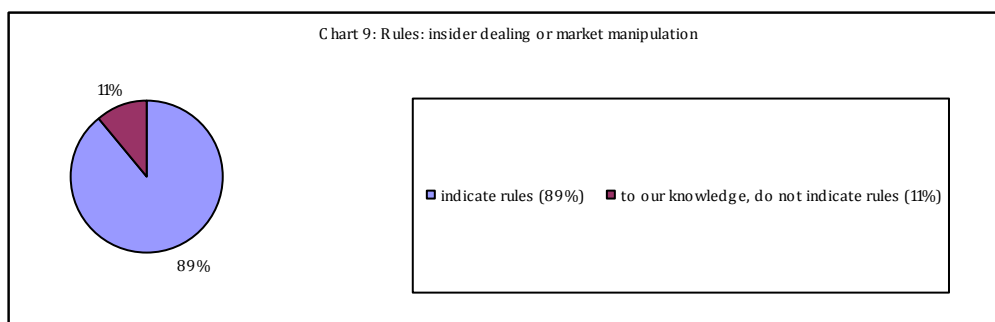 Chart 9: Rules: insider dealing or market manipulation
11%
indicate rules (89%) to our knowledge, do not indicate rules (11%)
89%